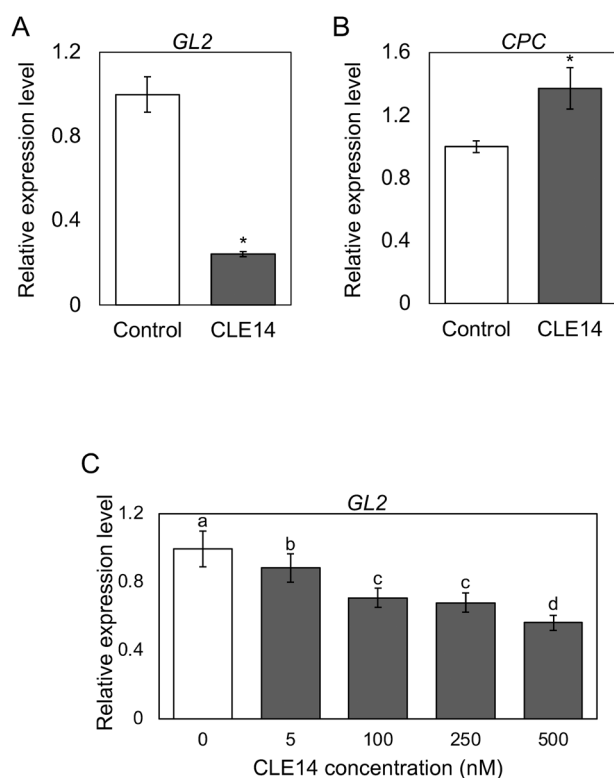 A
GL2
Relative expression level
1.2
0.8
0.4
0
*
Control CLE14
B
CPC
Relative expression level
1.6
1.2
0.8
0.4
0
*
Control CLE14
C
GL2
Relative expression level
1.2
0.8
0.4
0
a b c c d
0 5 100 250 500
CLE14 concentration (nM)